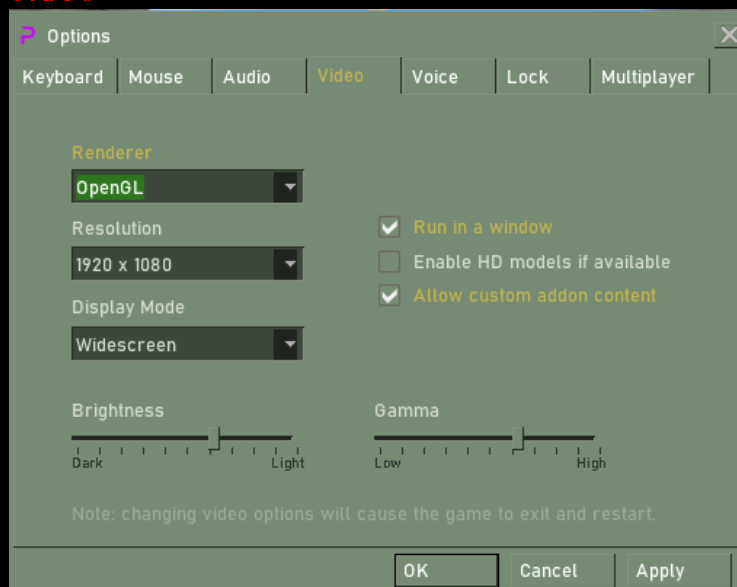 Options
Keyboard Mouse Audio Video Voice Lock Multiplayer
Renderer
OpenGL
Resolution
Run in a window
1920 x 1080
Enable HD models if available
Display Mode
Allow custom addon content
Widescreen
Brightness
Gamma
Dark Light
Low High
Note: changing video options will cause the game to exit and restart.
OK Cancel Apply